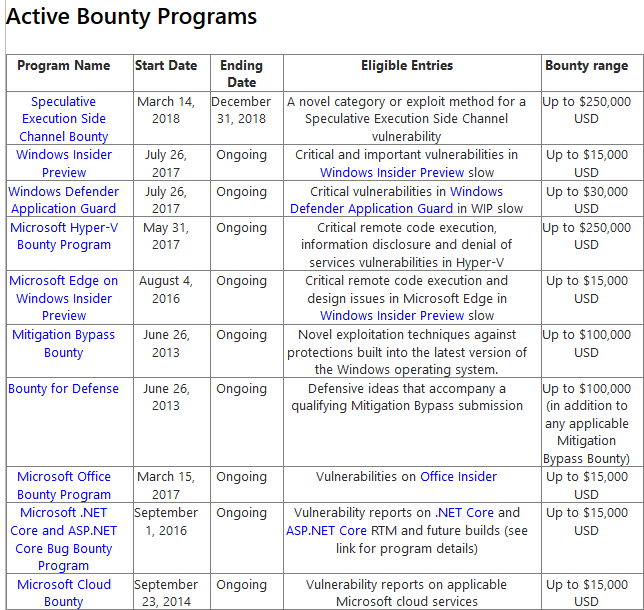 Active Bounty Programs
Program Name Start Date Ending Date Eligible Entries Bounty range
Speculative Execution Side Channel Bounty March 14, 2018 December 31, 2018 A novel category or exploit method for a Speculative Execution Side Channel vulnerability Up to $250,000 USD
Windows Insider Preview July 26, 2017 Ongoing Critical and important vulnerabilities in Windows Insider Preview slow Up to $15,000 USD
Windows Defender Application Guard July 26, 2017 Ongoing Critical vulnerabilities in Windows Defender Application Guard in WIP slow Up to $30,000 USD
Microsoft Hyper-V Bounty Program May 31, 2017 Ongoing Critical remote code execution, information disclosure and denial of services vulnerabilities in Hyper-V Up to $250,000 USD
Microsoft Edge on Windows Insider Preview August 4, 2016 Ongoing Critical remote code execution and design issues in Microsoft Edge in Windows Insider Preview slow Up to $15,000 USD
Mitigation Bypass Bounty June 26, 2013 Ongoing Novel exploitation techniques against protections built into the latest version of the Windows operating system. Up to $100,000 USD
Bounty for Defense June 26, 2013 Ongoing Defensive ideas that accompany a qualifying Mitigation Bypass submission Up to $100,000 (in addition to any applicable Mitigation Bypass Bounty)
Microsoft Office Bounty Program March 15, 2017 Ongoing Vulnerabilities on Office Insider Up to $15,000 USD
Microsoft .NET Core and ASP.NET Core Bug Bounty Program September 1, 2016 Ongoing Vulnerability reports on .NET Core and ASP.NET Core RTM and future builds (see link for program details) Up to $15,000 USD
Microsoft Cloud Bounty September 23, 2014 Ongoing Vulnerability reports on applicable Microsoft cloud services Up to $15,000 USD